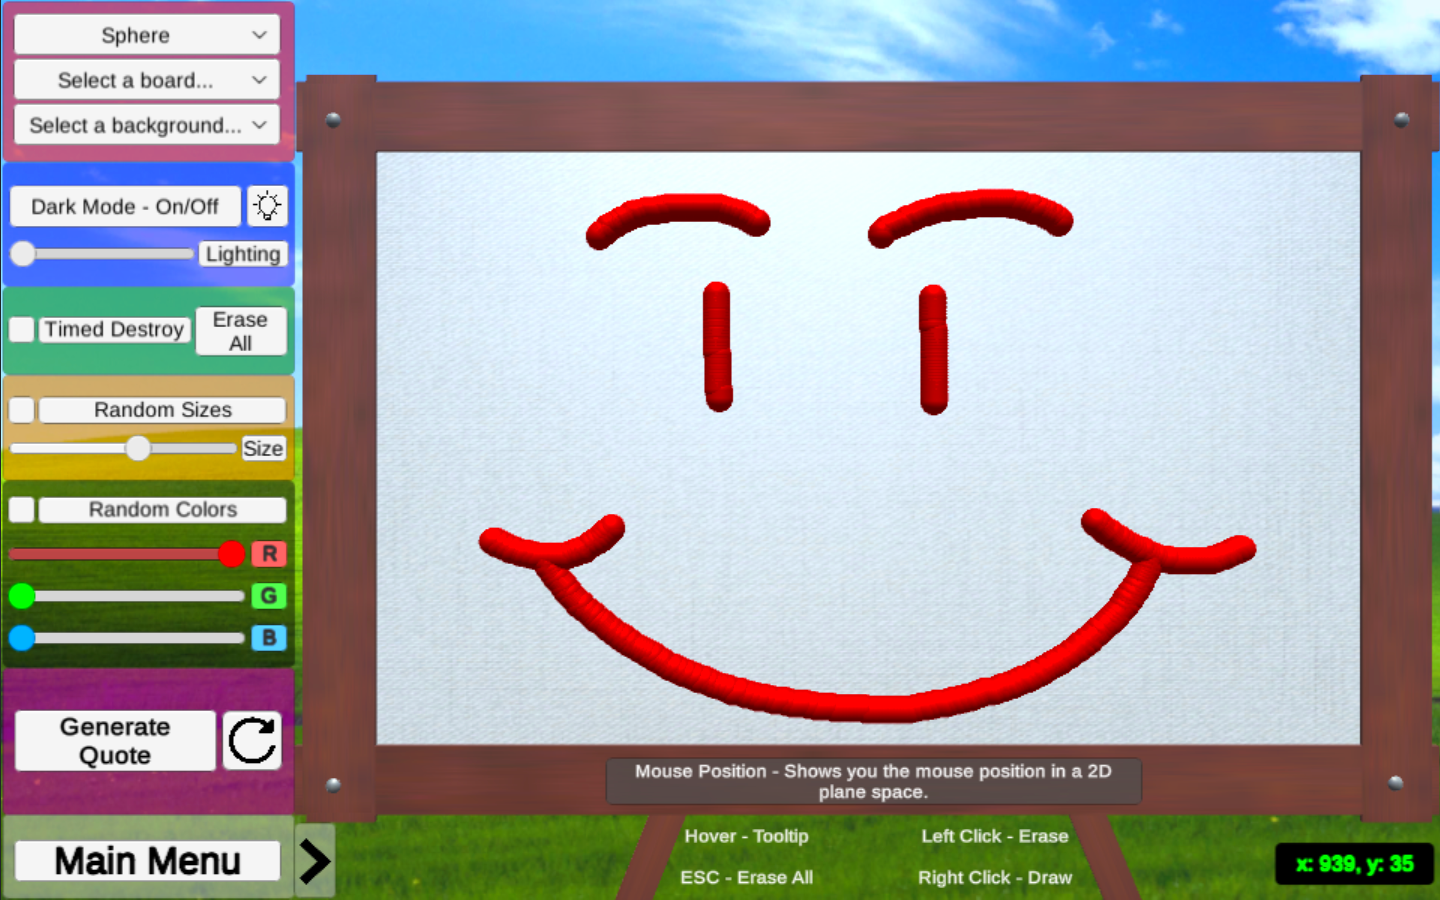 Sphere
Select a board...
Select a background...
Dark Mode - On/Off
Lighting
Timed Destroy
Erase
All
Random Sizes
Size
Random Colors
R
G
B
Generate
Quote
Main Menu
Mouse Position - Shows you the mouse position in a 2D
plane space.
Hover - Tooltip
Left Click - Erase
ESC - Erase All
Right Click - Draw
x: 939, y: 35